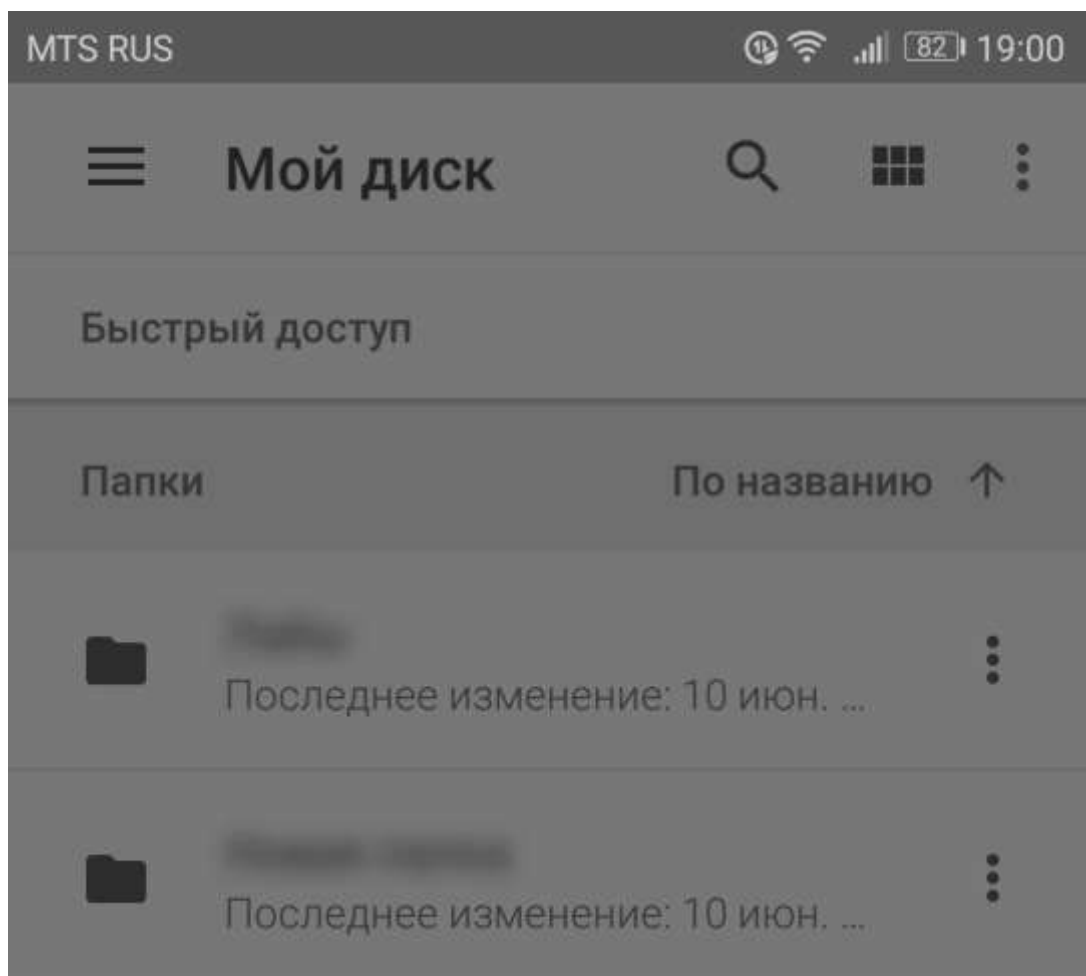 MTS RUS 82 19:00
Мой диск
Быстрый доступ
Папки По названию
Последнее изменение: 10 июн. ...
Последнее изменение: 10 июн. ...